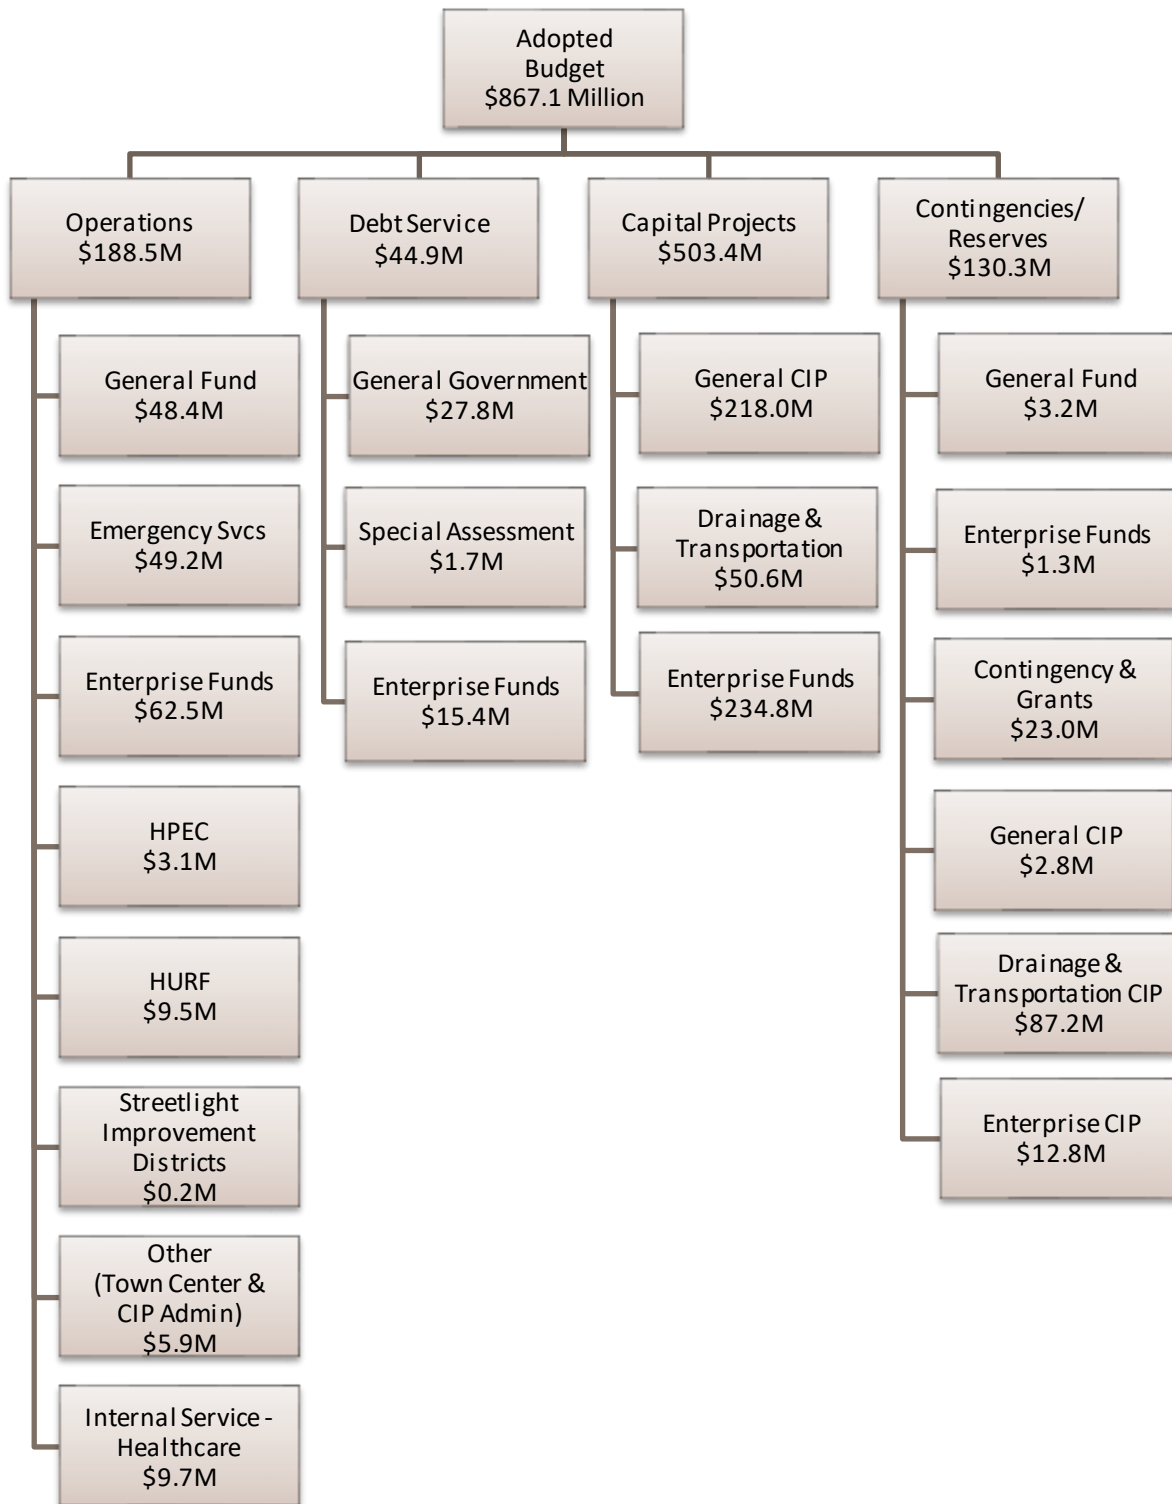 Adopted
Budget
$867.1 Million
Operations
$188.5M
Debt Service
$44.9M
Capital Projects
$503.4M
Contingencies/
Reserves
$130.3M
General Fund
$48.4M
Emergency Svcs
$49.2M
Enterprise Funds
$62.5M
HPEC
$3.1M
HURF
$9.5M
Streetlight
Improvement
Districts
$0.2M
Other
(Town Center &
CIP Admin)
$5.9M
Internal Service -
Healthcare
$9.7M
General Government
$27.8M
Special Assessment
$1.7M
Enterprise Funds
$15.4M
General CIP
$218.0M
Drainage &
Transportation
$50.6M
Enterprise Funds
$234.8M
General Fund
$3.2M
Enterprise Funds
$1.3M
Contingency &
Grants
$23.0M
General CIP
$2.8M
Drainage &
Transportation CIP
$87.2M
Enterprise CIP
$12.8M